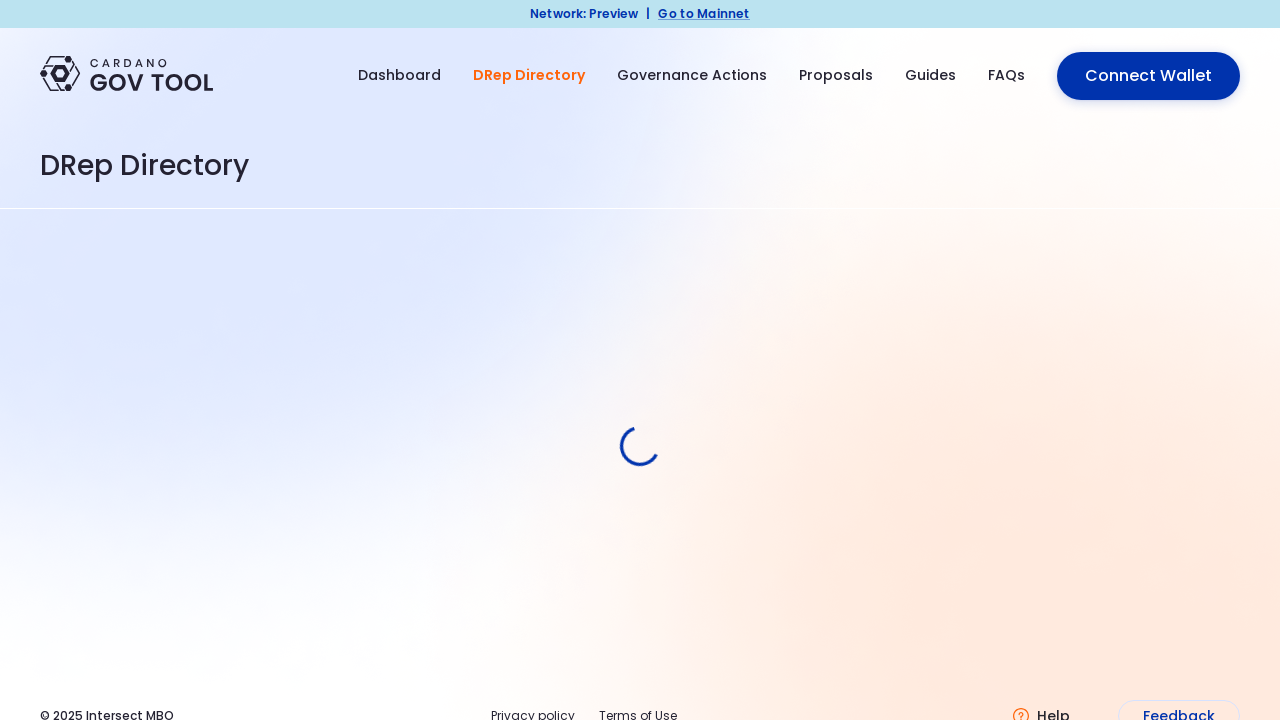 Network: Preview | Go to Mainnet
CARDANO
GOV TOOL
Dashboard
DRep Directory
Governance Actions
Proposals
Guides
FAQs
Connect Wallet
DRep Directory
© 2025 Intersect MBO
Privacy policy
Terms of Use
Help
Feedback